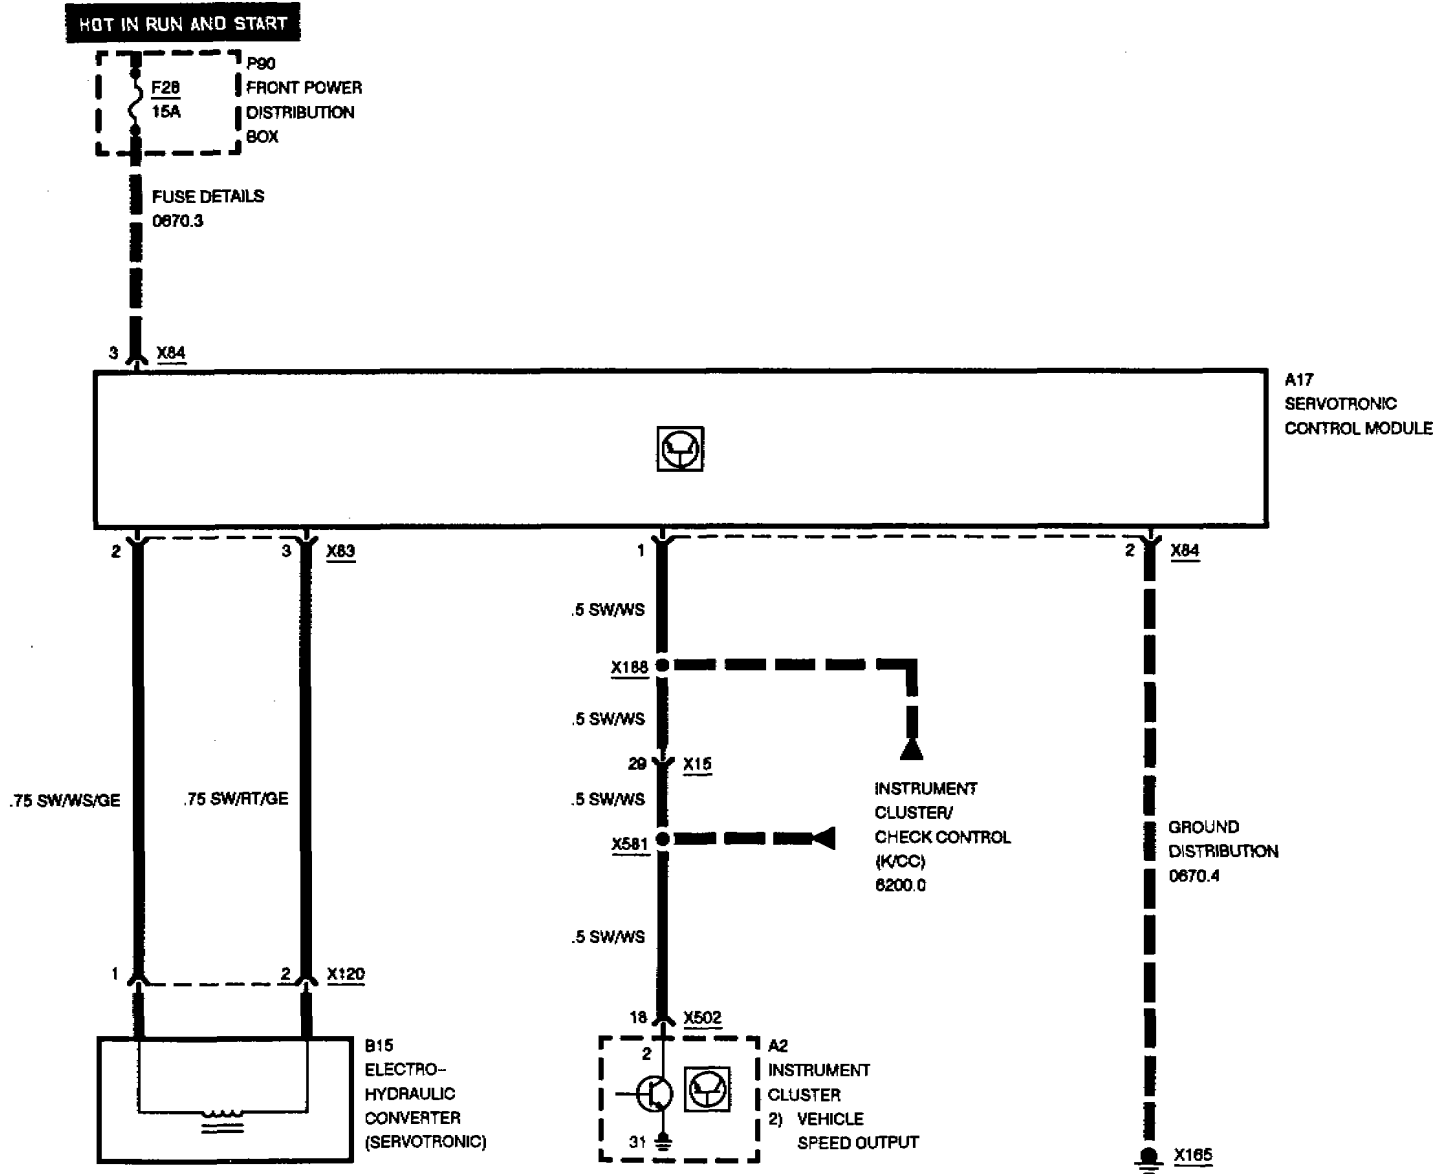 HOT IN RUN AND START
P90
FRONT POWER
DISTRIBUTION
BOX
F28
15A
FUSE DETAILS
0670.3
3 X84
A17
SERVOTRONIC
CONTROL MODULE
2 3 X83 1 2 X84
.5 SW/WS
X188
.5 SW/WS
29 X15
.75 SW/WS/GE .75 SW/RT/GE .5 SW/WS
X581
INSTRUMENT
CLUSTER/
CHECK CONTROL
(K/CC)
6200.0
GROUND
DISTRIBUTION
0670.4
.5 SW/WS
1 2 X120
18 X502
B15
ELECTRO-
HYDRAULIC
CONVERTER
(SERVOTRONIC)
2
31
A2
INSTRUMENT
CLUSTER
2) VEHICLE
SPEED OUTPUT
X165